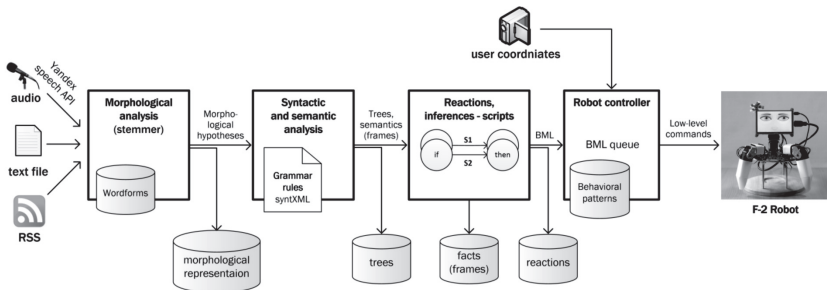 user coordniates
Yandex
speech API
audio
text file
RSS
Morphological
analysis
(stemmer)
Wordforms
Morpho-
logical
hypotheses
morphological
representaion
Syntactic
and semantic
analysis
Grammar
rules
syntXML
Trees,
semantics
(frames)
trees
Reactions,
inferences - scripts
if
S1
S2
then
facts
(frames)
BML
reactions
Robot controller
BML queue
Behavioral
patterns
Low-level
commands
F-2 Robot